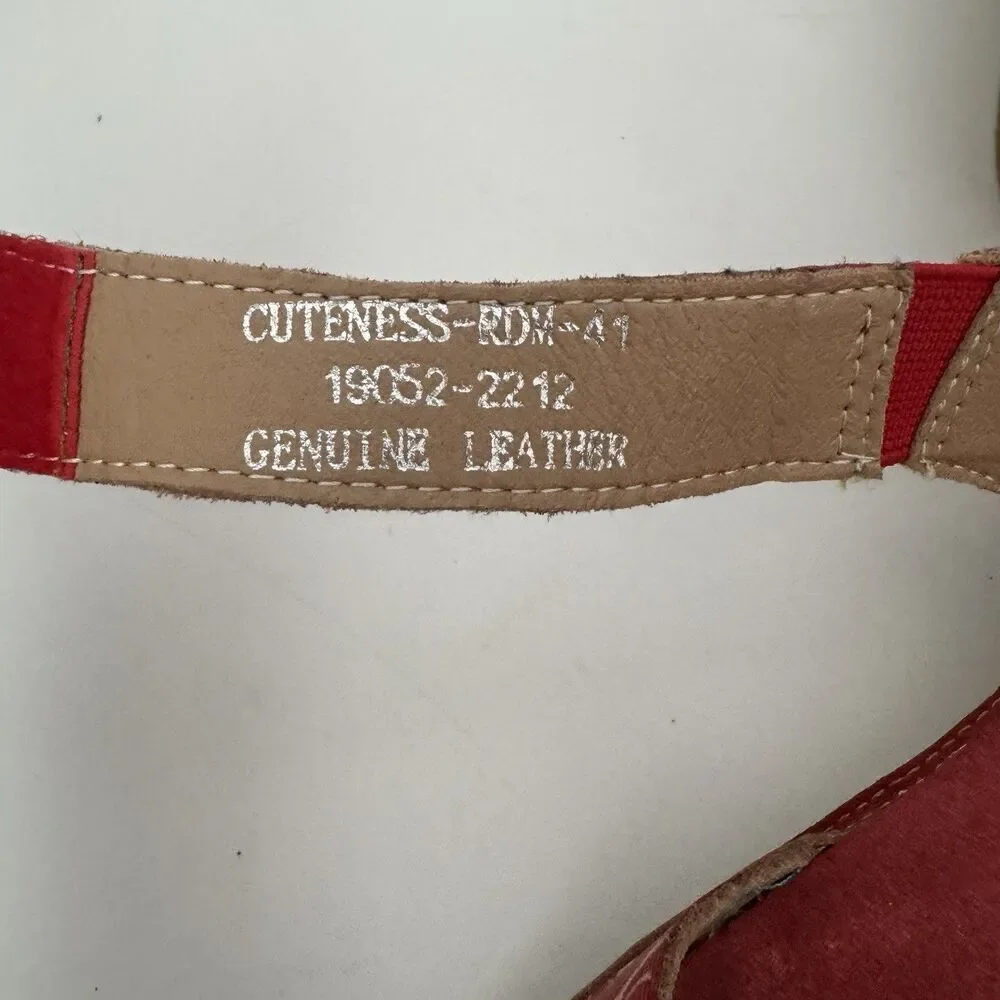 CUTENESS-RDM-41
19052-2212
GENUINE LEATHER